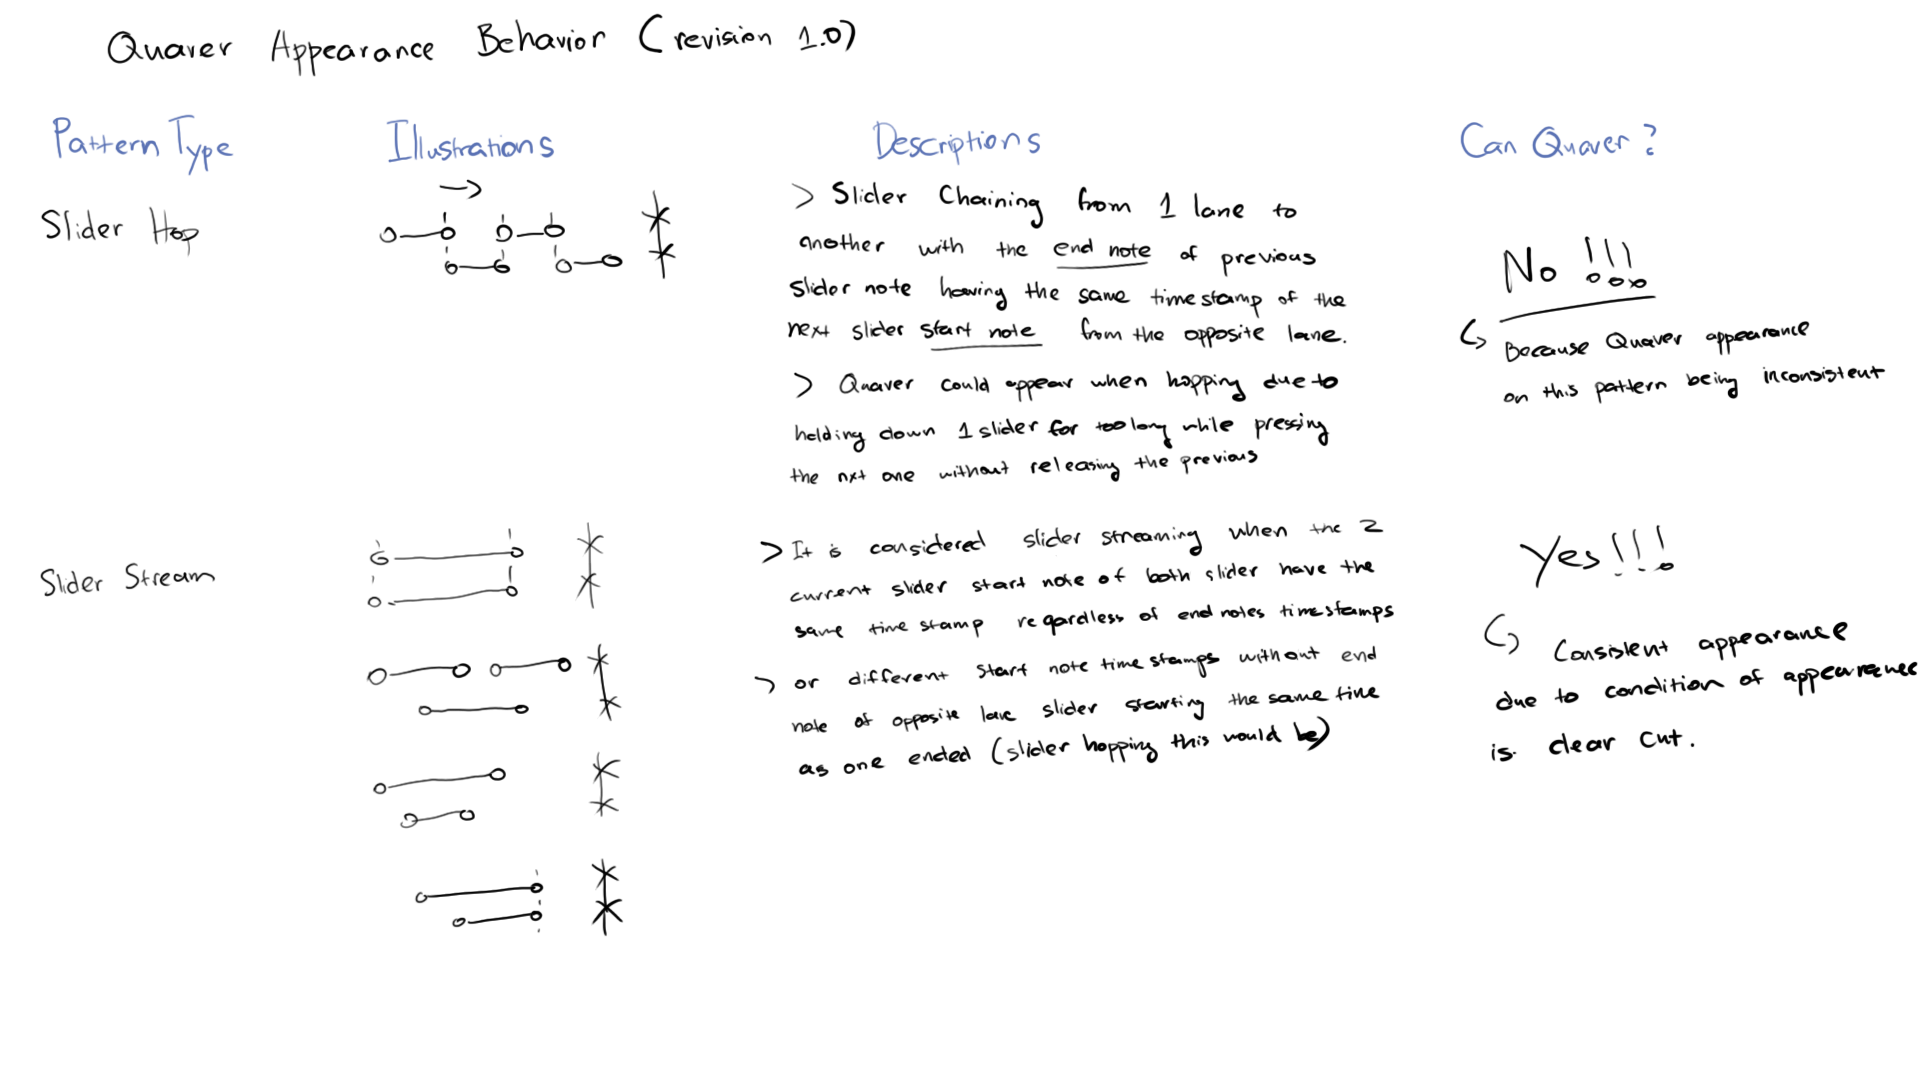 Quaver Appearance Behavior (revision 1.0)
Pattern Type
Illustrations
Descriptions
Can Quaver?
Slider Hop
> Slider Chaining from 1 lane to
another with the end note of previous
slider note having the same timestamp of the
next slider start note from the opposite lane.
> Quaver could appear when hopping due to
holding down 1 slider for too long while pressing
the nxt one without releasing the previous
No !!!
Because Quaver appearance
on this pattern being inconsistent
Slider Stream
> It is considered slider streaming when the 2
current slider start note of both slider have the
same time stamp regardless of end notes timestamps
> or different start note time stamps without end
note of opposite lane slider starting the same time
as one ended (slider hopping this would be)
Yes!!!
Consistent appearance
due to condition of appearance
is clear cut.